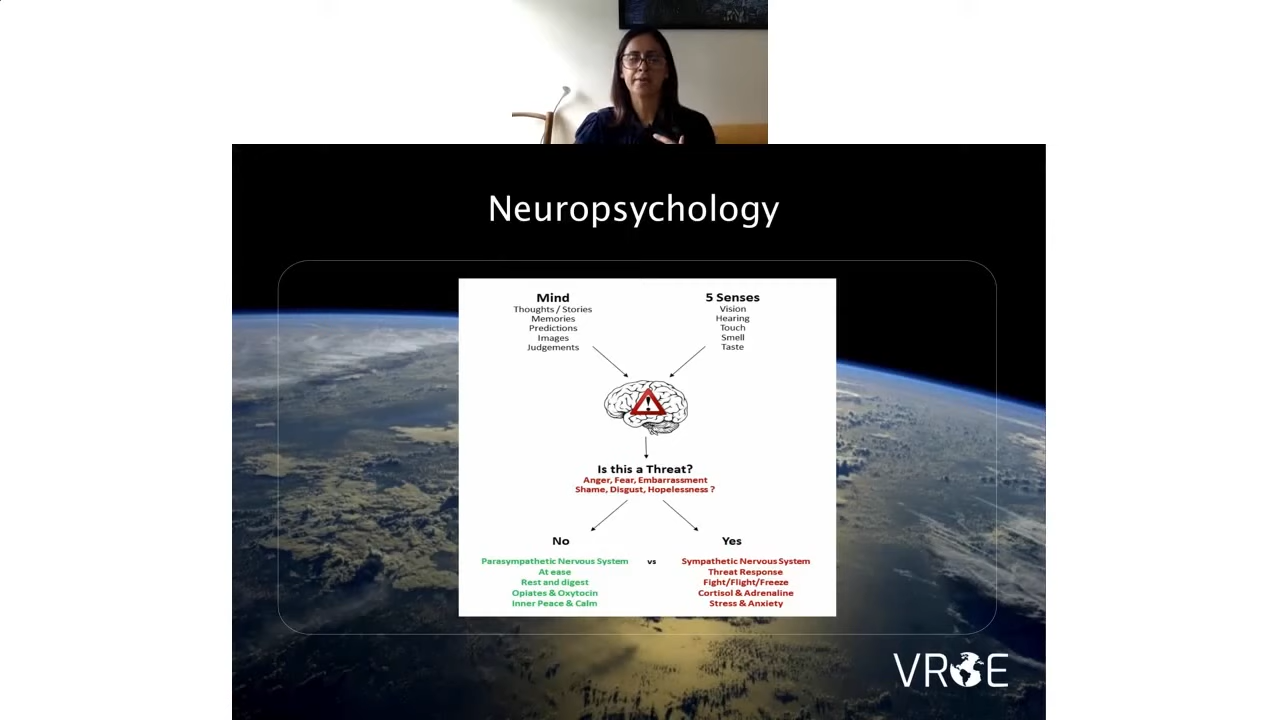 Neuropsychology
Mind
Thoughts / Stories
Memories
Predictions
Images
Judgements
5 Senses
Vision
Hearing
Touch
Smell
Taste
!
Is this a Threat?
Anger, Fear, Embarrassment
Shame, Disgust, Hopelessness ?
No
Parasympathetic Nervous System
At ease
Rest and digest
Opiates & Oxytocin
Inner Peace & Calm
vs
Yes
Sympathetic Nervous System
Threat Response
Fight/Flight/Freeze
Cortisol & Adrenaline
Stress & Anxiety
VROE